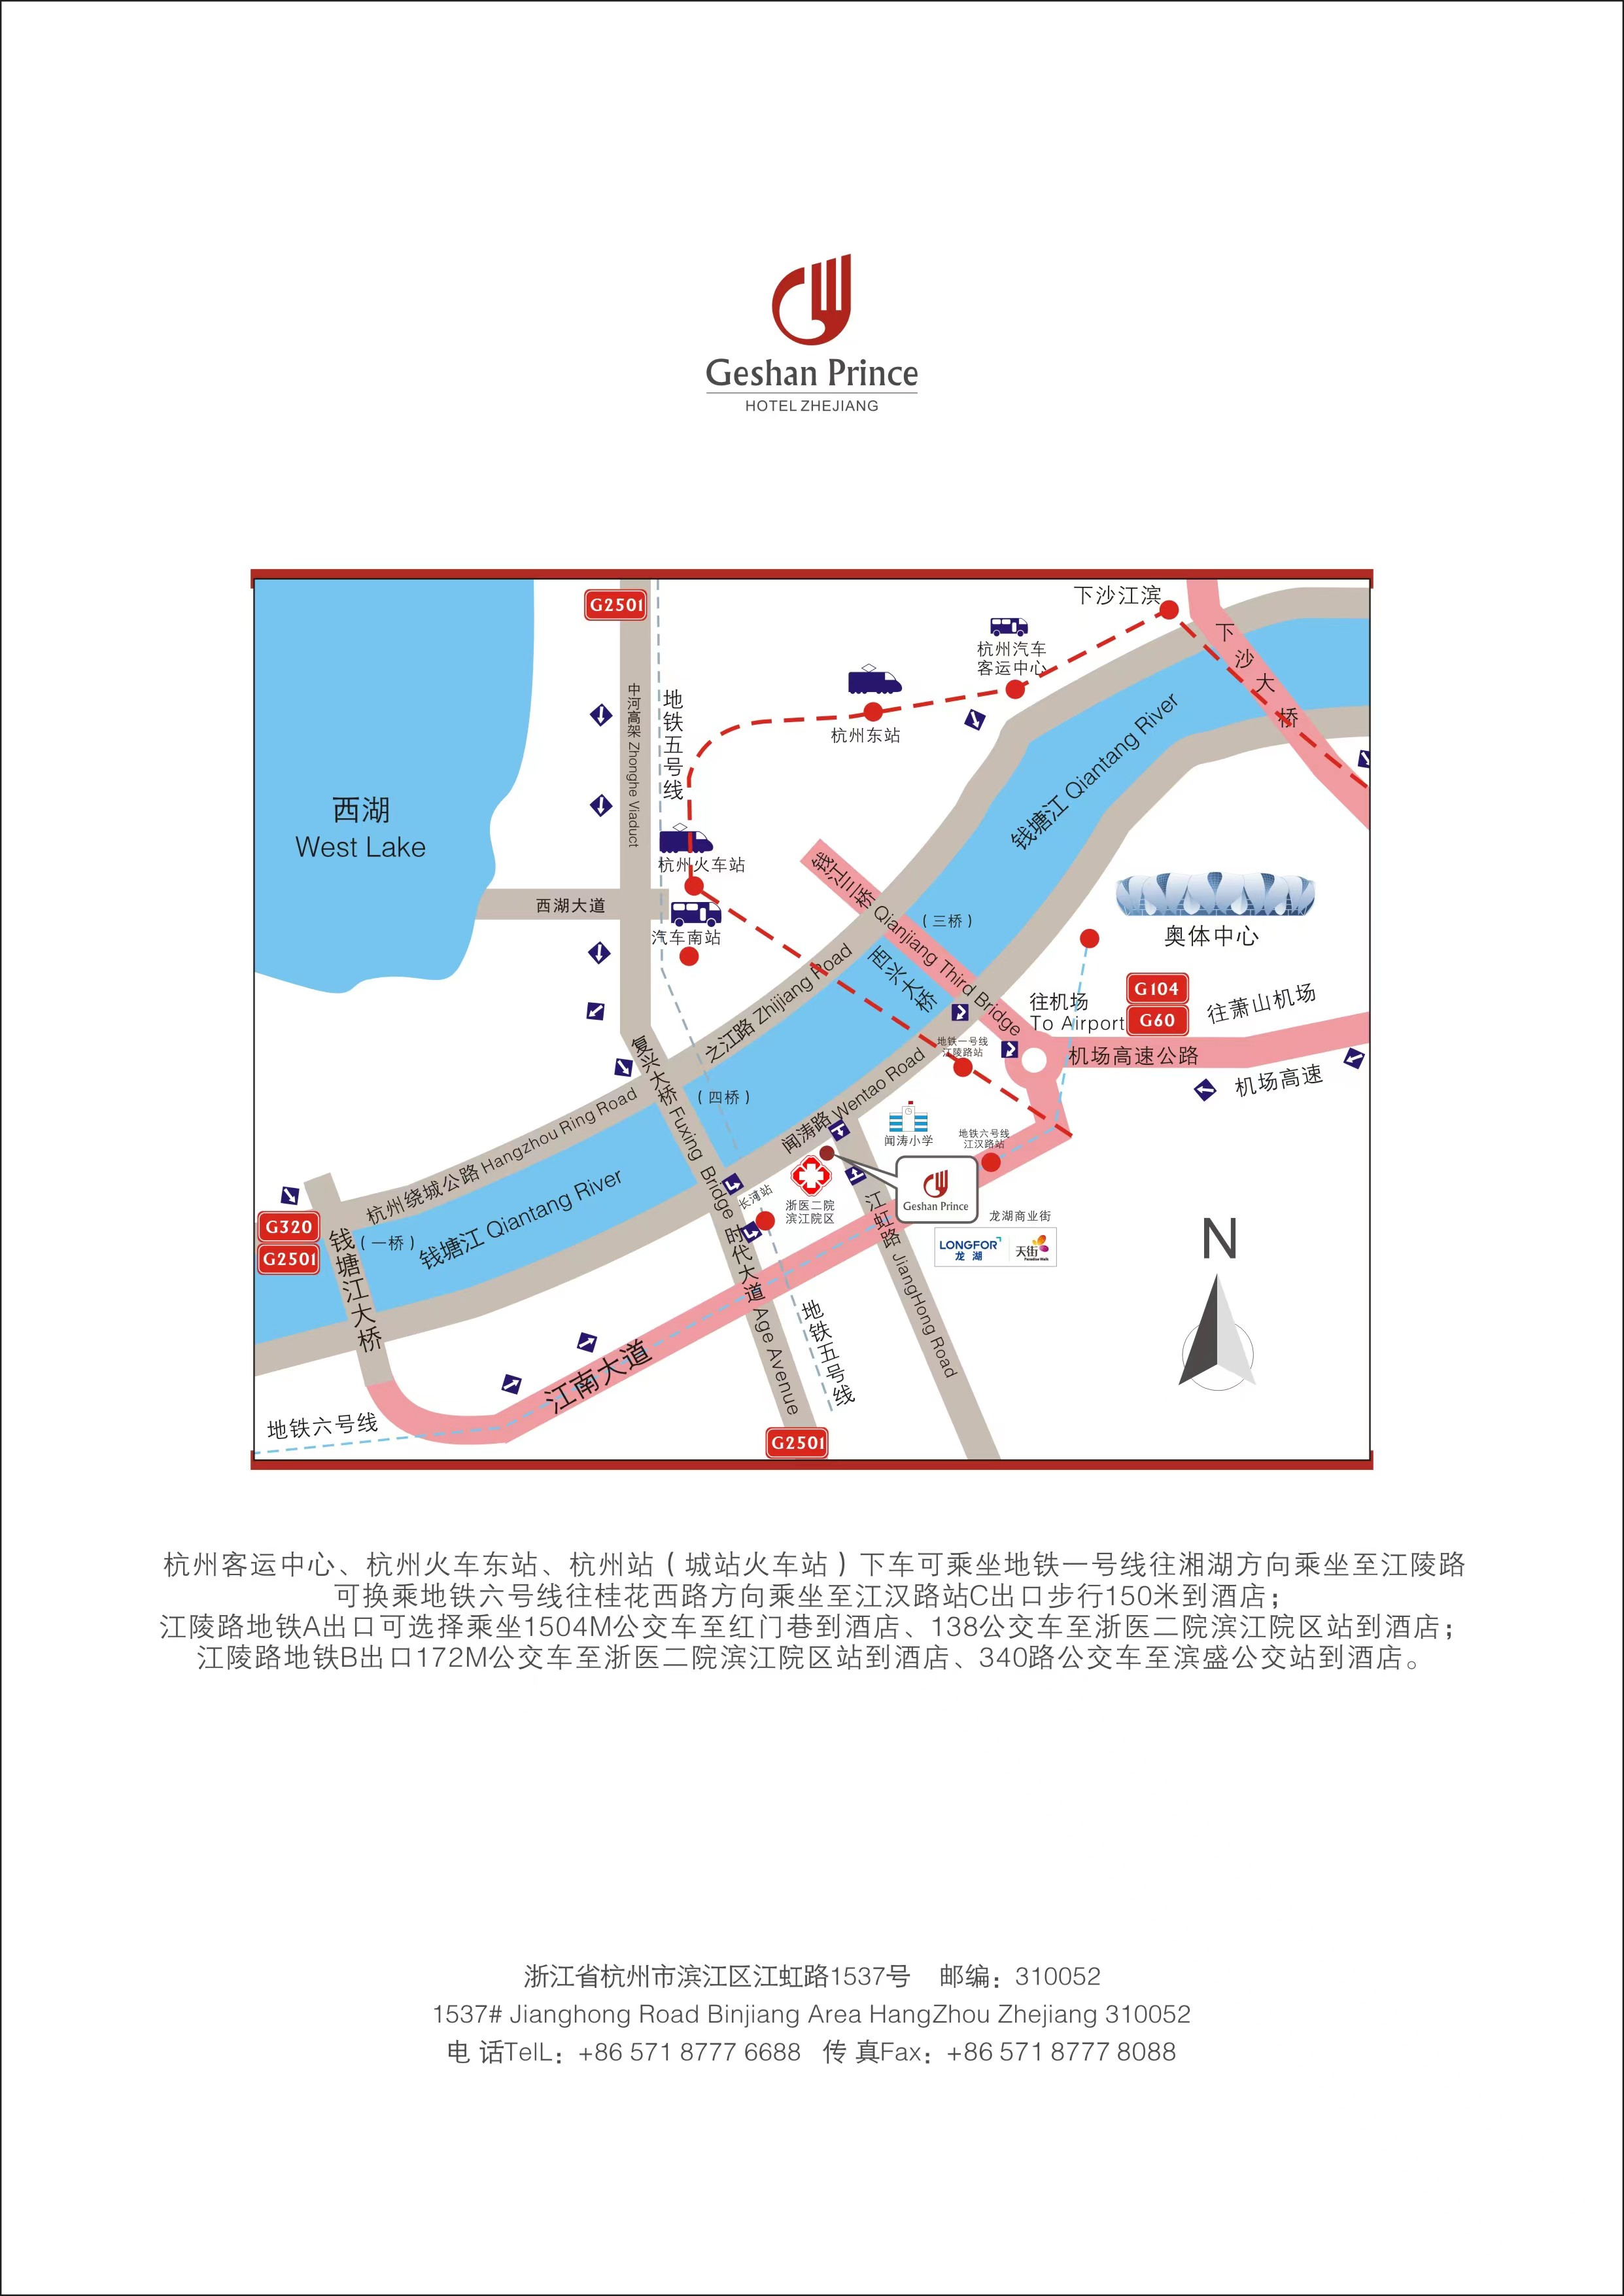 Geshan Prince
HOTEL ZHEJIANG
下沙江滨
G2501
下沙大桥
杭州汽车
客运中心
中河高架 Zhonghe Viaduct
地铁五号线
杭州东站
钱塘江 Qiantang River
西湖
West Lake
杭州火车站
钱江三桥 Qianjiang Third Bridge
西湖大道
(三桥)
汽车南站
奥体中心
西兴大桥
之江路 Zhijiang Road
G104
往机场
To Airport
G60
往萧山机场
地铁一号线
江陵路站
机场高速公路
复兴大桥 Fuxing Bridge
(四桥)
机场高速
杭州绕城公路 Hangzhou Ring Road
闻涛路 Wentao Road
闻涛小学
地铁六号线
江汉路站
长河站
浙医二院
滨江院区
Geshan Prince
江虹路 JiangHong Road
龙湖商业街
LONGFOR
龙湖
天街
Paradise Walk
G320
G2501
钱塘江大桥
(一桥)
钱塘江 Qiantang River
时代大道 Age Avenue
N
地铁五号线
江南大道
地铁六号线
G2501
杭州客运中心、杭州火车东站、杭州站（城站火车站）下车可乘坐地铁一号线往湘湖方向乘坐至江陵路
可换乘地铁六号线往桂花西路方向乘坐至江汉路站C出口步行150米到酒店；
江陵路地铁A出口可选择乘坐1504M公交车至红门巷到酒店、138公交车至浙医二院滨江院区站到酒店；
江陵路地铁B出口172M公交车至浙医二院滨江院区站到酒店、340路公交车至滨盛公交站到酒店。
浙江省杭州市滨江区江虹路1537号 邮编：310052
1537# Jianghong Road Binjiang Area HangZhou Zhejiang 310052
电 话TelL：+86 571 8777 6688 传 真Fax：+86 571 8777 8088